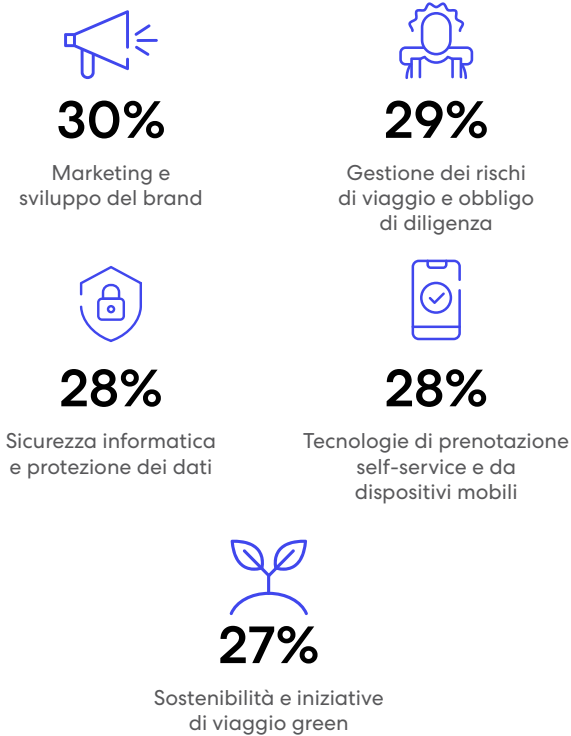 30%
Marketing e
sviluppo del brand
29%
Gestione dei rischi
di viaggio e obbligo
di diligenza
28%
Sicurezza informatica
e protezione dei dati
28%
Tecnologie di prenotazione
self-service e da
dispositivi mobili
27%
Sostenibilità e iniziative
di viaggio green